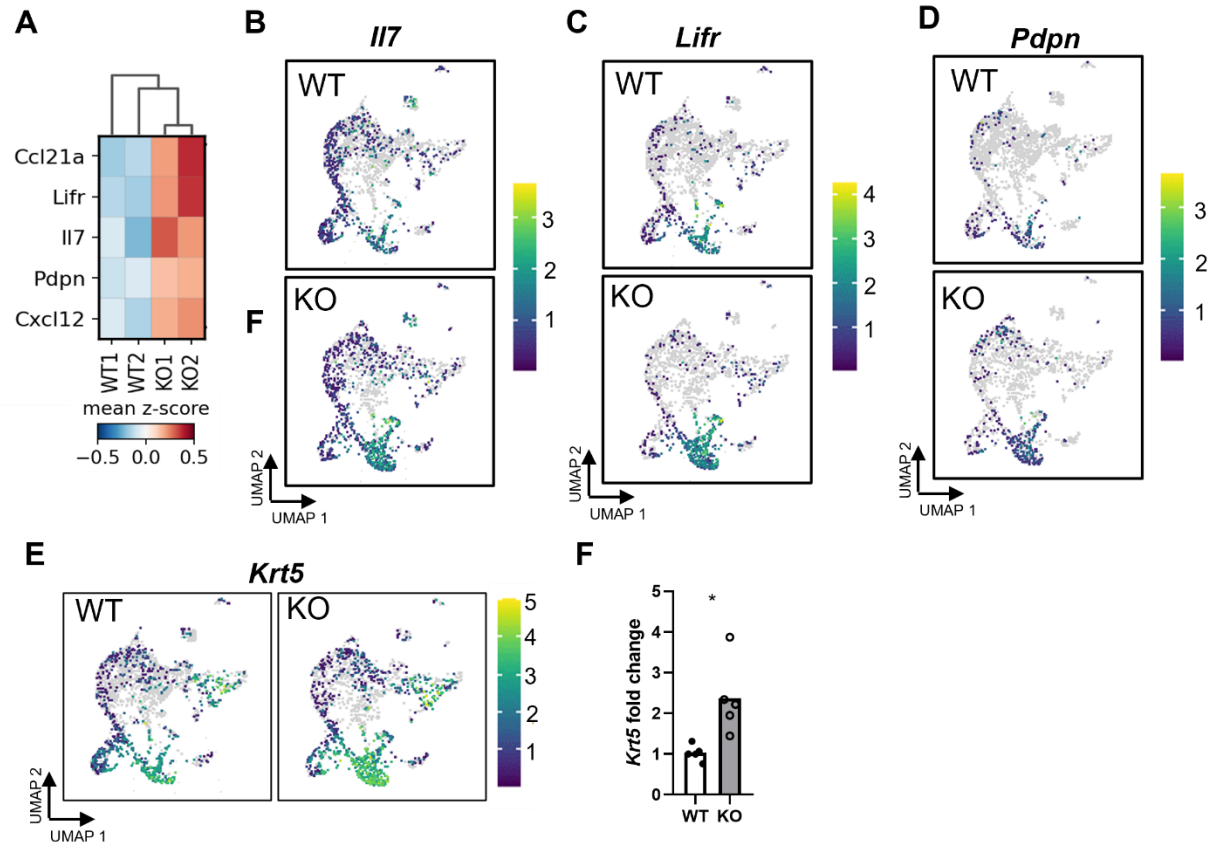 A
Ccl21a
Lifr
Il7
Pdpn
Cxcl12
WT1
WT2
KO1
KO2
mean z-score
−0.5 0.0 0.5
B
Il7
WT
KO
3
2
1
UMAP 2
UMAP 1
F
C
Lifr
WT
KO
4
3
2
1
UMAP 2
UMAP 1
D
Pdpn
WT
KO
3
2
1
UMAP 2
UMAP 1
E
Krt5
WT
KO
5
4
3
2
1
UMAP 2
UMAP 1
F
Krt5 fold change
5
4
3
2
1
0
*
WT KO